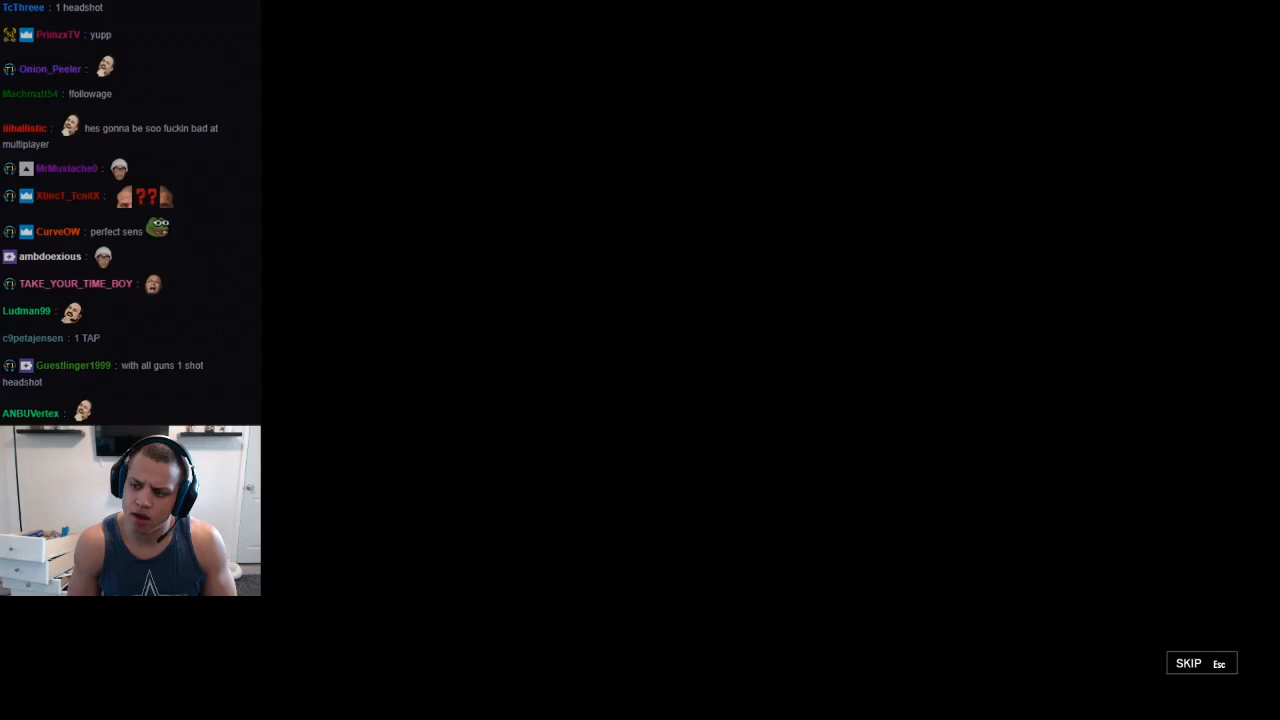 TcThreee : 1 headshot
PrimzxTV : yupp
Onion_Peeler :
Machmatt54 : !followage
iiiballistic : hes gonna be soo fuckin bad at
multiplayer
MrMustache0 :
XlincT_TcnilX : ??
CurveOW : perfect sens
ambdoexious :
TAKE_YOUR_TIME_BOY :
Ludman99 :
c9petajensen : 1 TAP
Guestlinger1999 : with all guns 1 shot
headshot
ANBUVertex :
SKIP Esc